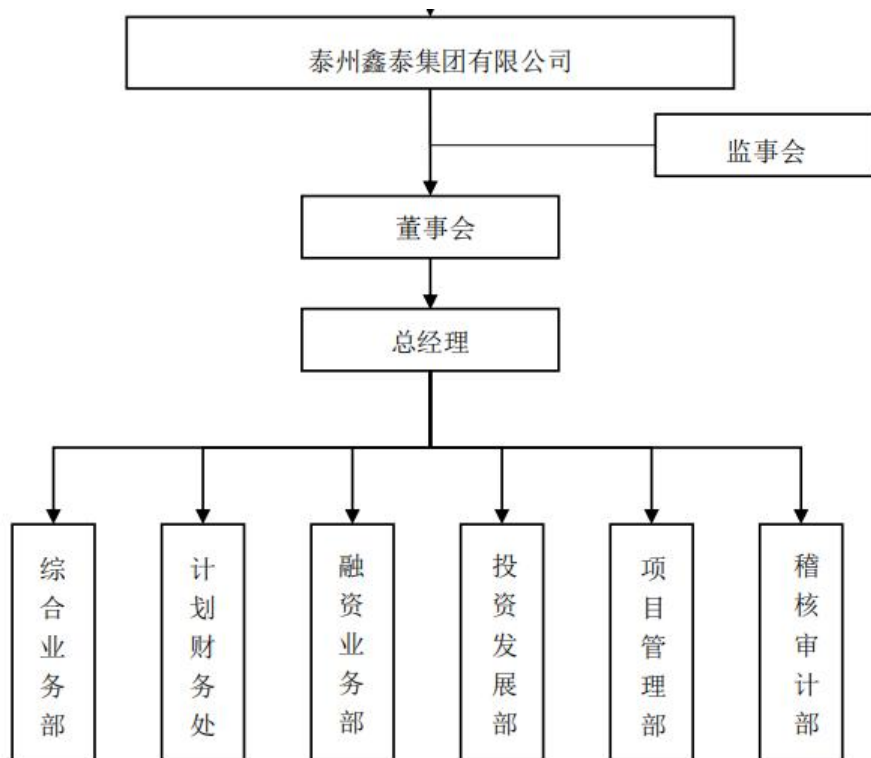 泰州鑫泰集团有限公司
监事会
董事会
总经理
综合业务部
计划财务处
融资业务部
投资发展部
项目管理部
稽核审计部